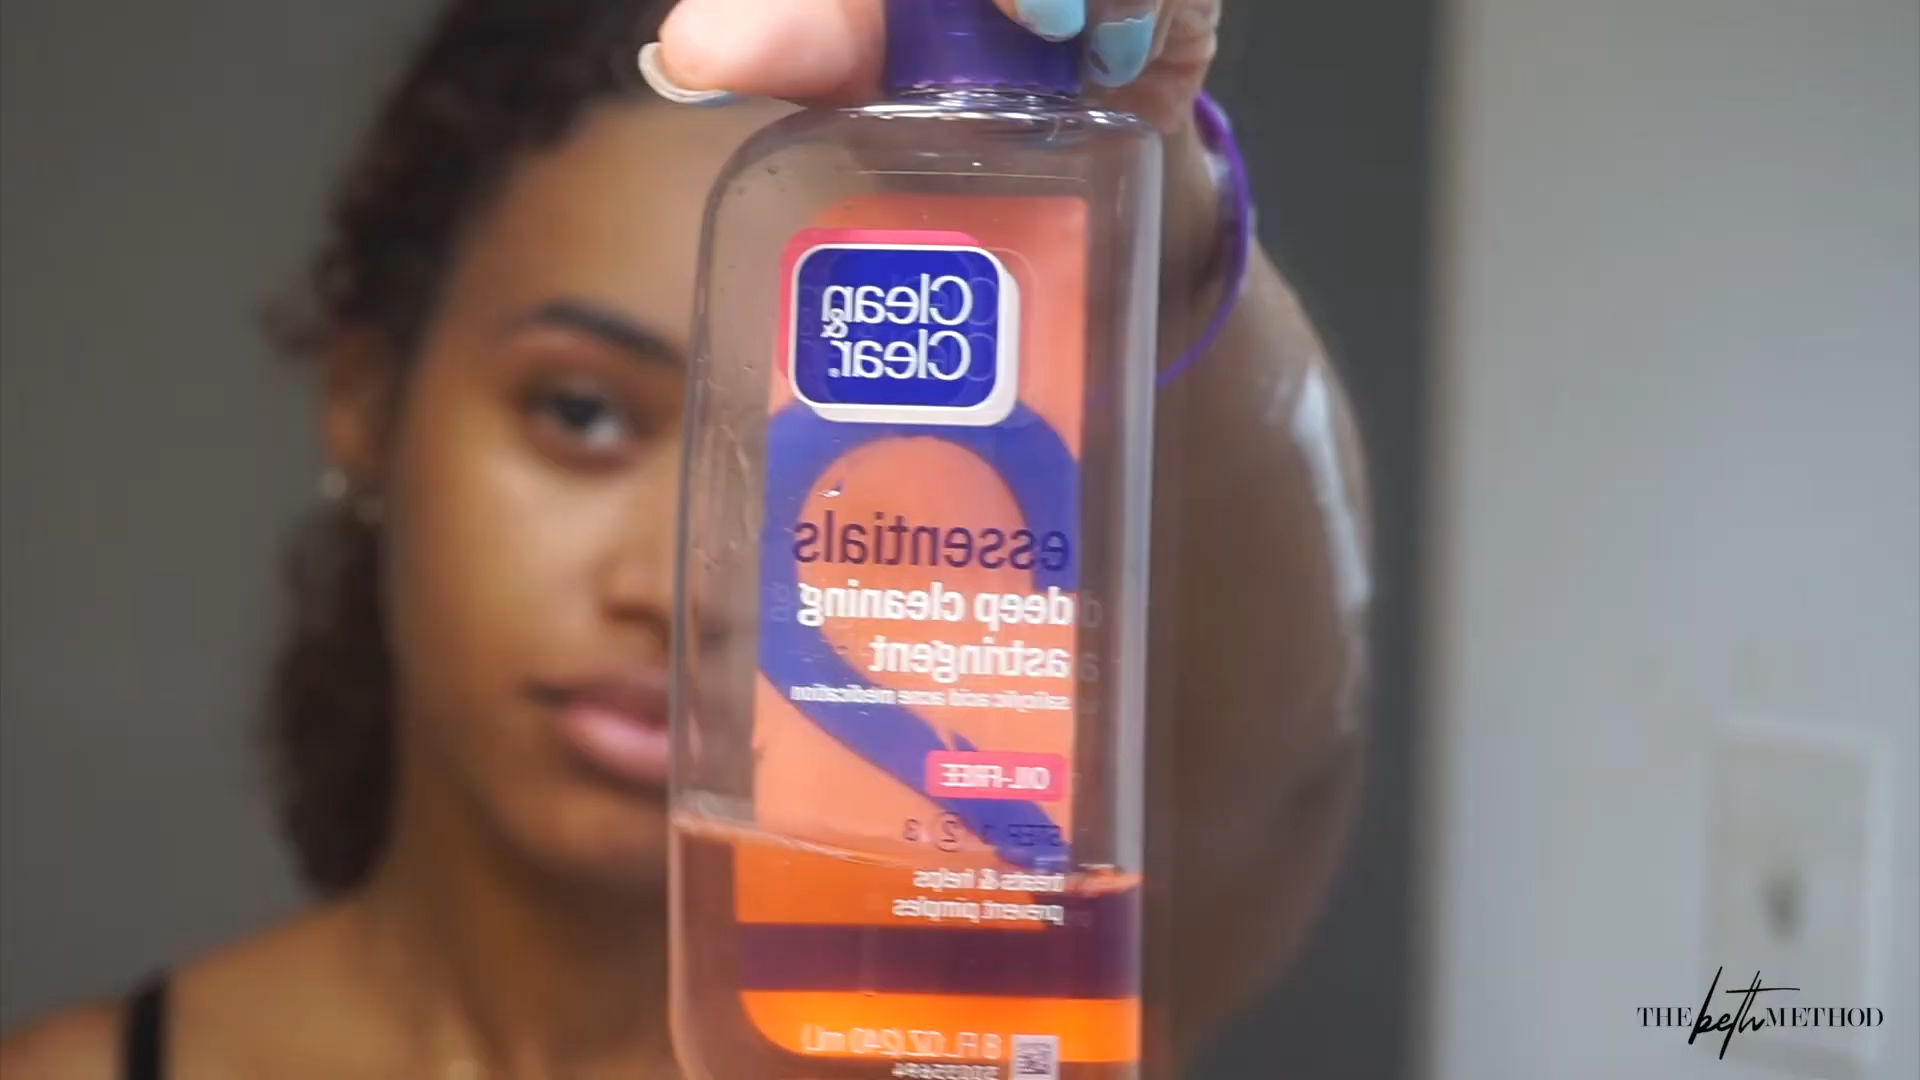 Clean
&
Clear.
essentials
deep cleaning
astringent
salicylic acid acne medication
OIL-FREE
STEP 1 2 3
treats & helps
prevent pimples
8 FL. OZ. (240 mL)
THE beth METHOD